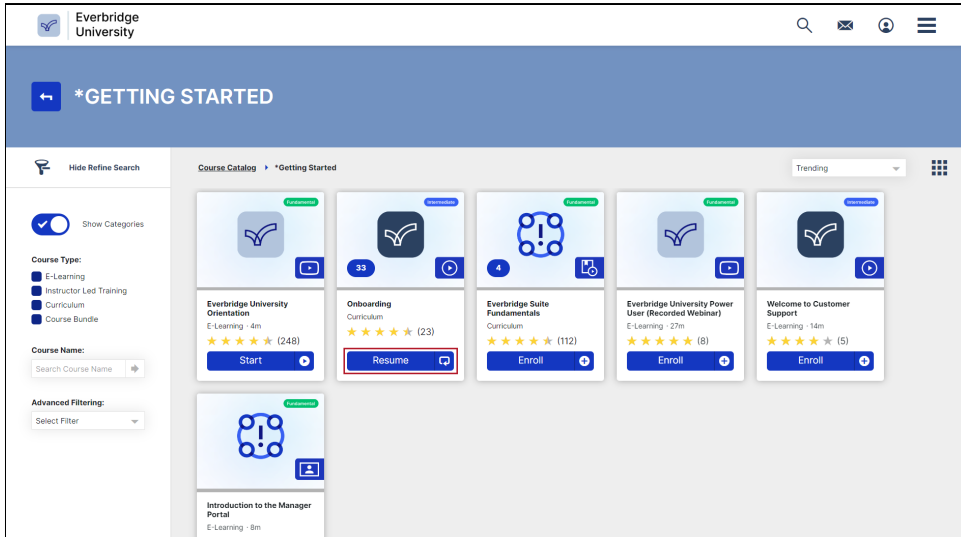 Everbridge
University
*GETTING STARTED
Hide Refine Search
Course Catalog
*Getting Started
Trending
Show Categories
Course Type:
E-Learning
Instructor Led Training
Curriculum
Course Bundle
Course Name:
Search Course Name
Advanced Filtering:
Select Filter
Fundamental
Everbridge University
Orientation
E-Learning · 4m
(248)
Start
Intermediate
33
Onboarding
Curriculum
(23)
Resume
Fundamental
4
Everbridge Suite
Fundamentals
Curriculum
(112)
Enroll
Fundamental
Everbridge University Power
User (Recorded Webinar)
E-Learning · 27m
(8)
Enroll
Intermediate
Welcome to Customer
Support
E-Learning · 14m
(5)
Enroll
Fundamental
Introduction to the Manager
Portal
E-Learning · 8m